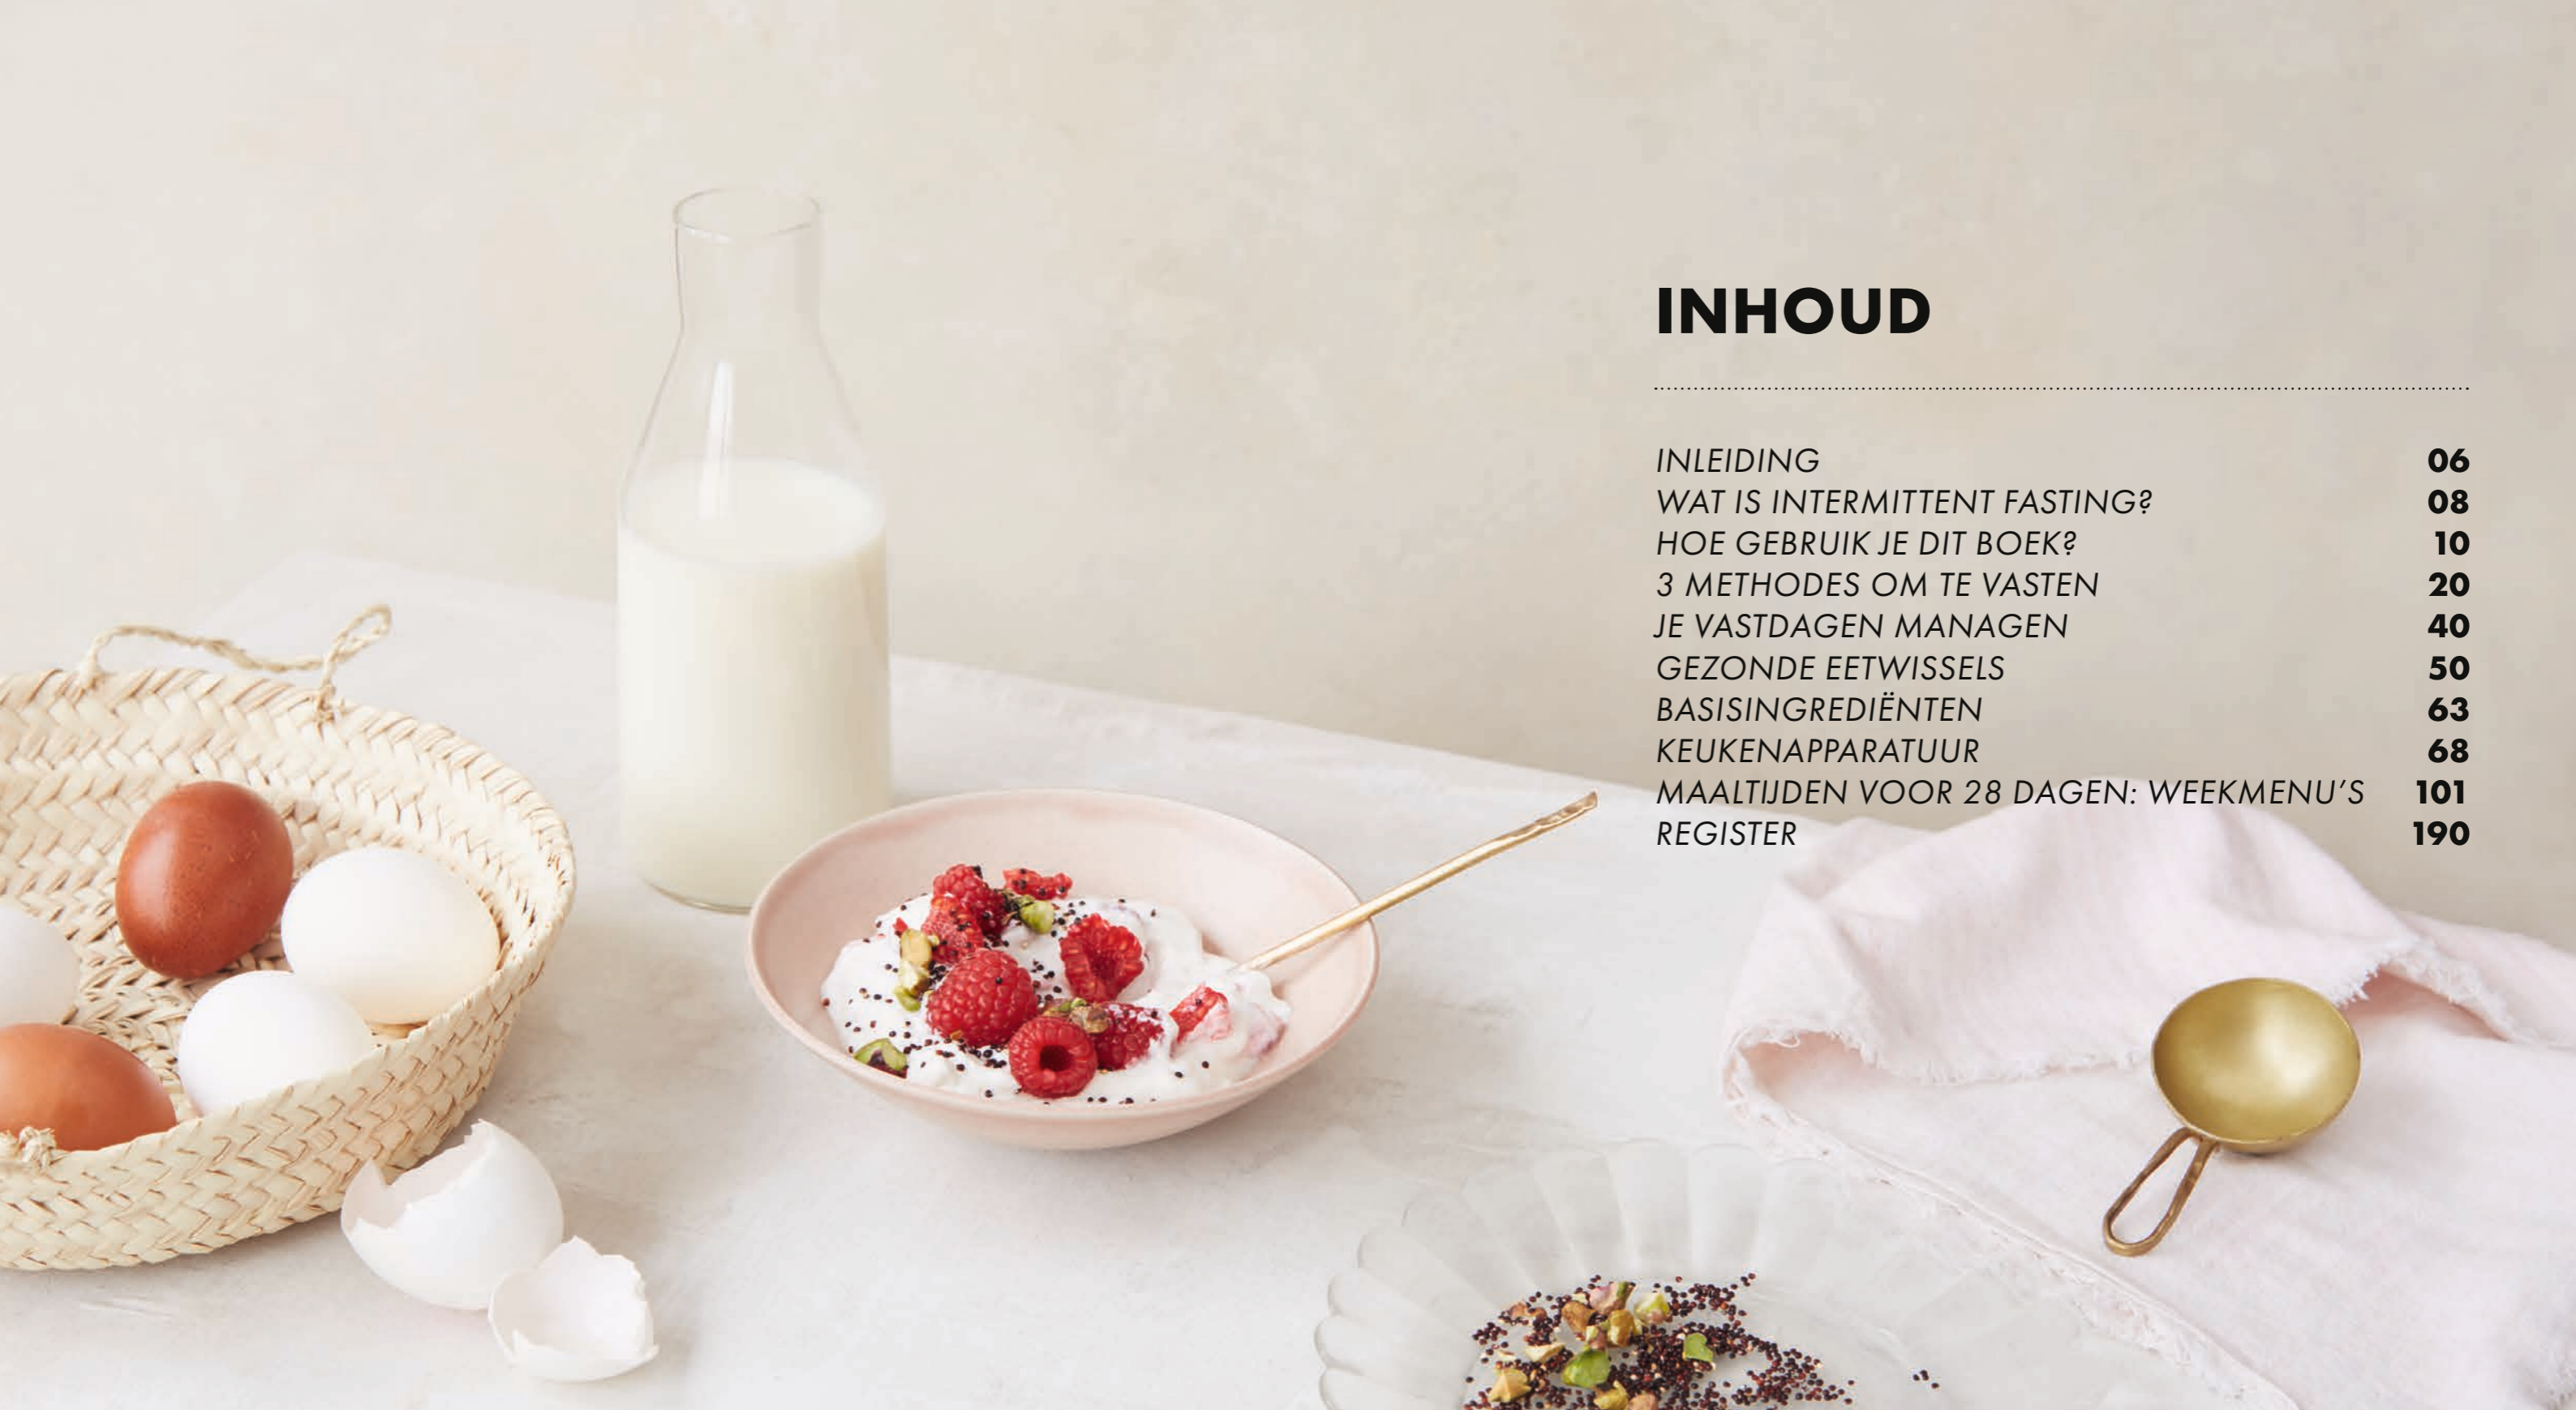 INHOUD
INLEIDING 06
WAT IS INTERMITTENT FASTING? 08
HOE GEBRUIK JE DIT BOEK? 10
3 METHODES OM TE VASTEN 20
JE VASTDAGEN MANAGEN 40
GEZONDE EETWISSELS 50
BASISINGREDIËNTEN 63
KEUKENAPPARATUUR 68
MAALTIJDEN VOOR 28 DAGEN: WEEKMENU’S 101
REGISTER 190